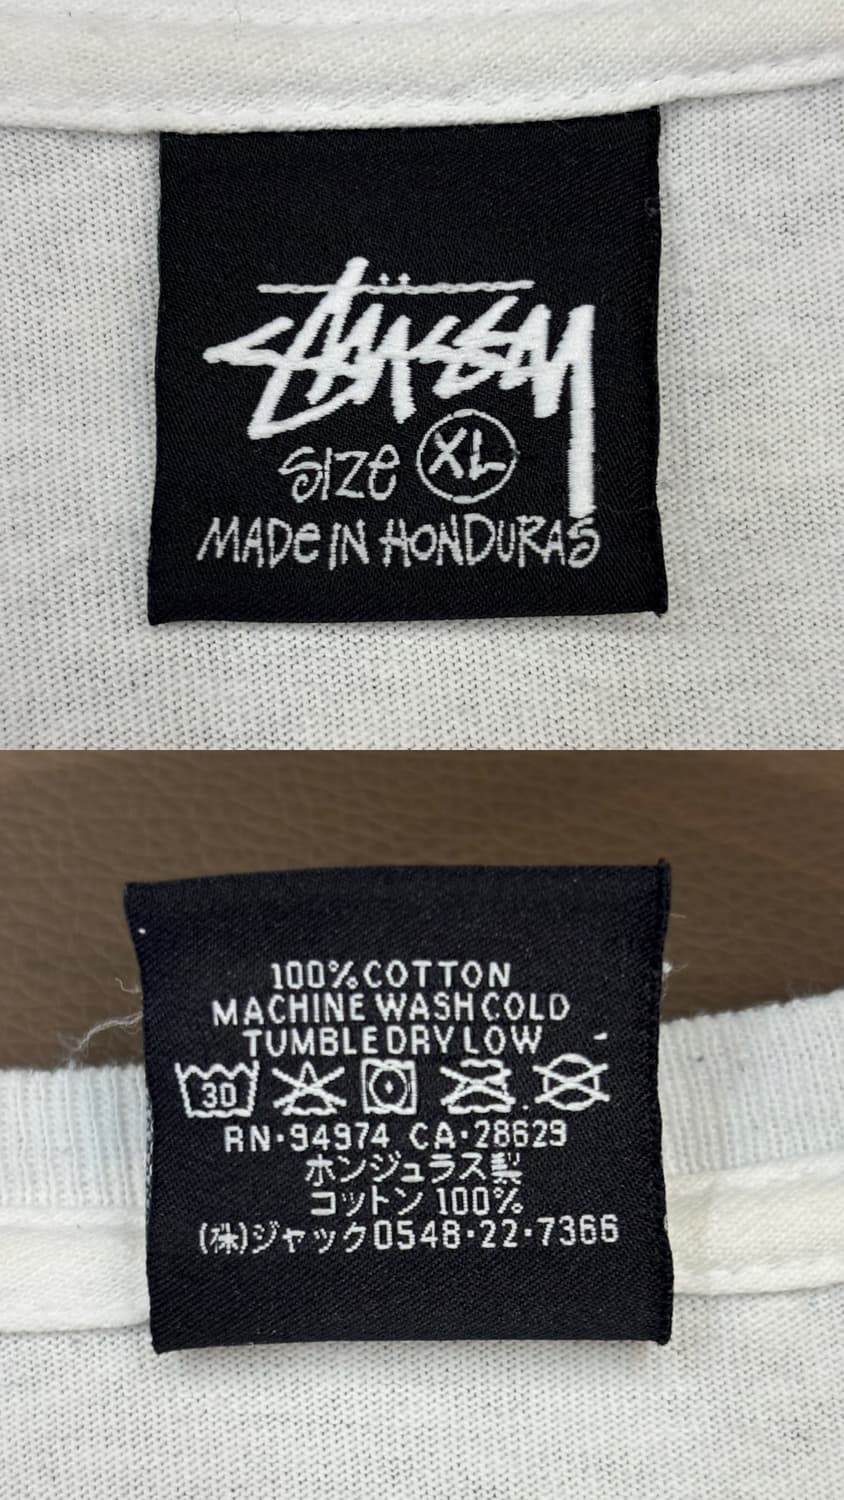 Stüssy
SIZE XL
MADE IN HONDURAS
100% COTTON
MACHINE WASH COLD
TUMBLE DRY LOW
30
RN·94974 CA·28629
ホンジュラス製
コットン 100%
(株)ジャック0548·22·7366